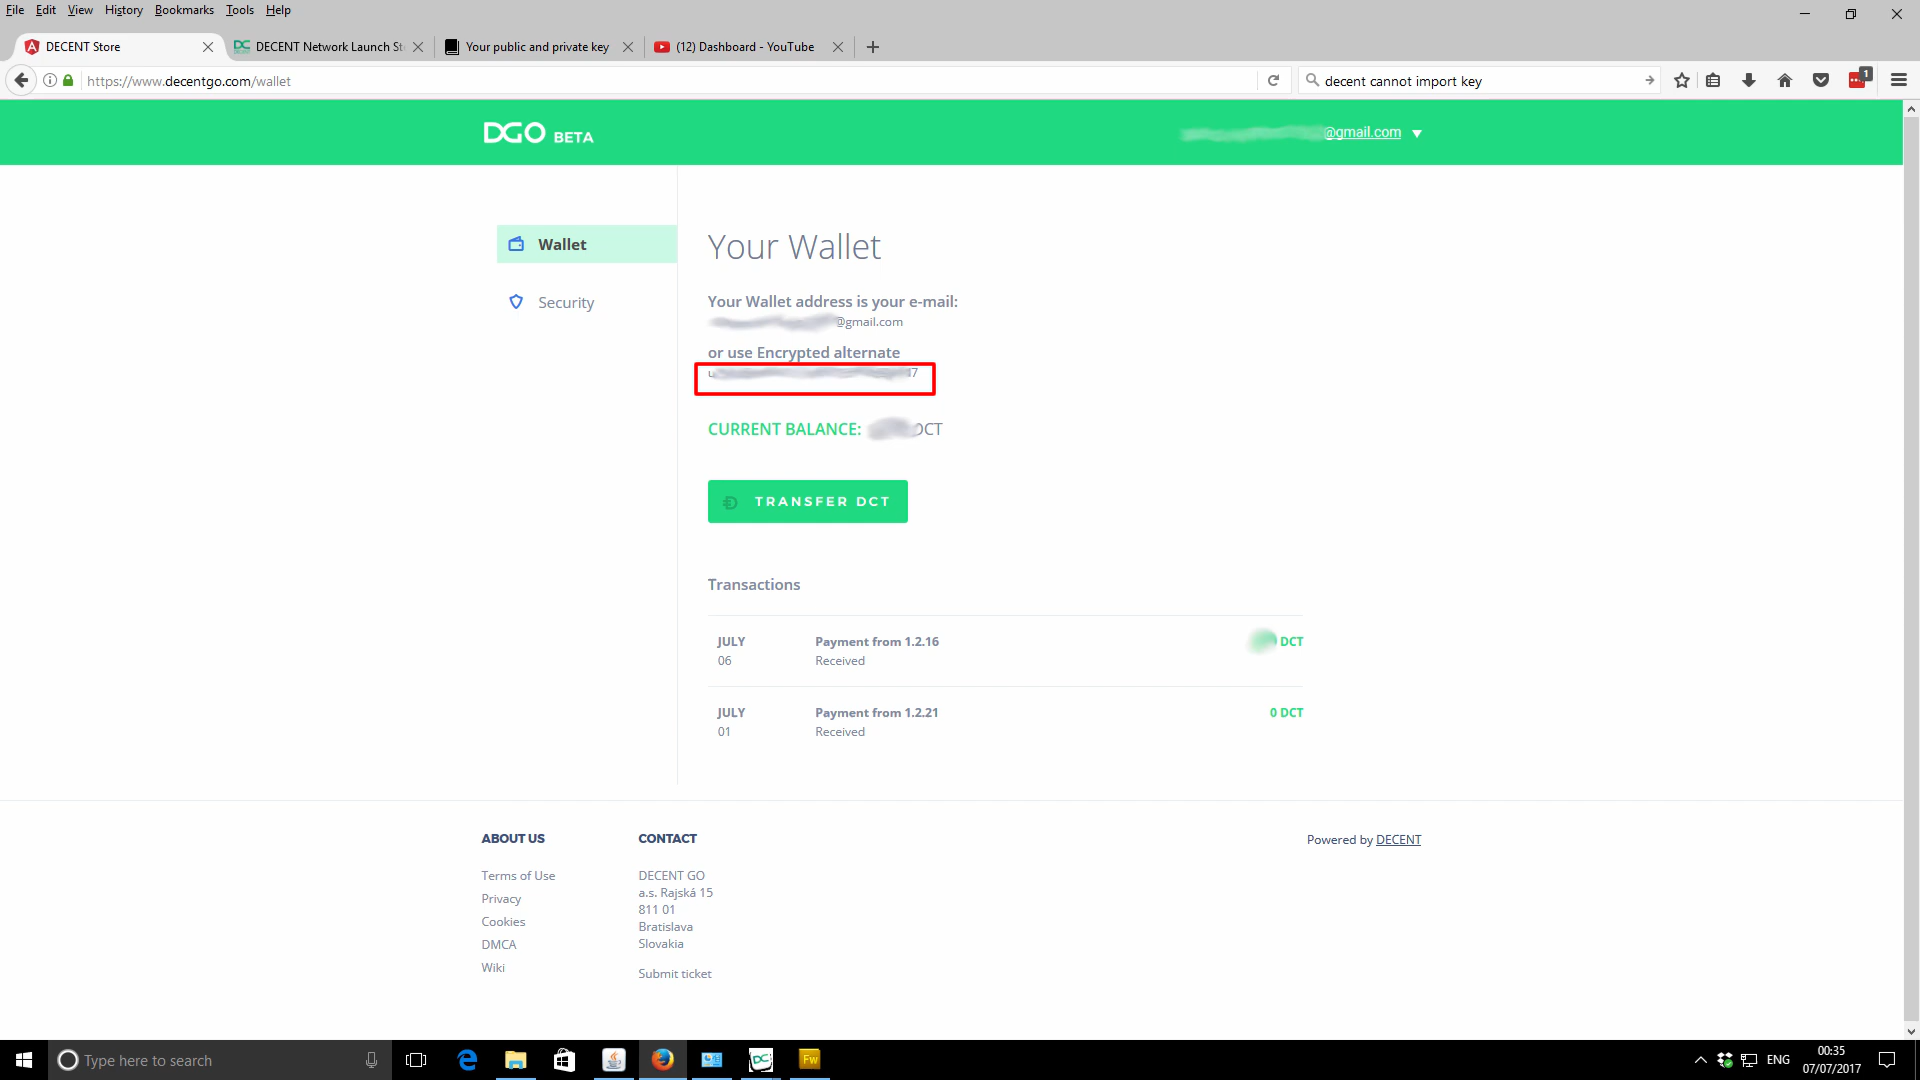 File Edit View History Bookmarks Tools Help
DECENT Store
DECENT Network Launch St
Your public and private key
(12) Dashboard - YouTube
https://www.decentgo.com/wallet
decent cannot import key
1
DGO BETA
@gmail.com
Wallet
Security
Your Wallet
Your Wallet address is your e-mail:
@gmail.com
or use Encrypted alternate
CURRENT BALANCE: DCT
TRANSFER DCT
Transactions
JULY
06
Payment from 1.2.16
Received
DCT
JULY
01
Payment from 1.2.21
Received
0 DCT
ABOUT US
Terms of Use
Privacy
Cookies
DMCA
Wiki
CONTACT
DECENT GO
a.s. Rajská 15
811 01
Bratislava
Slovakia
Submit ticket
Powered by DECENT
Type here to search
DC
Fw
ENG
00:35
07/07/2017